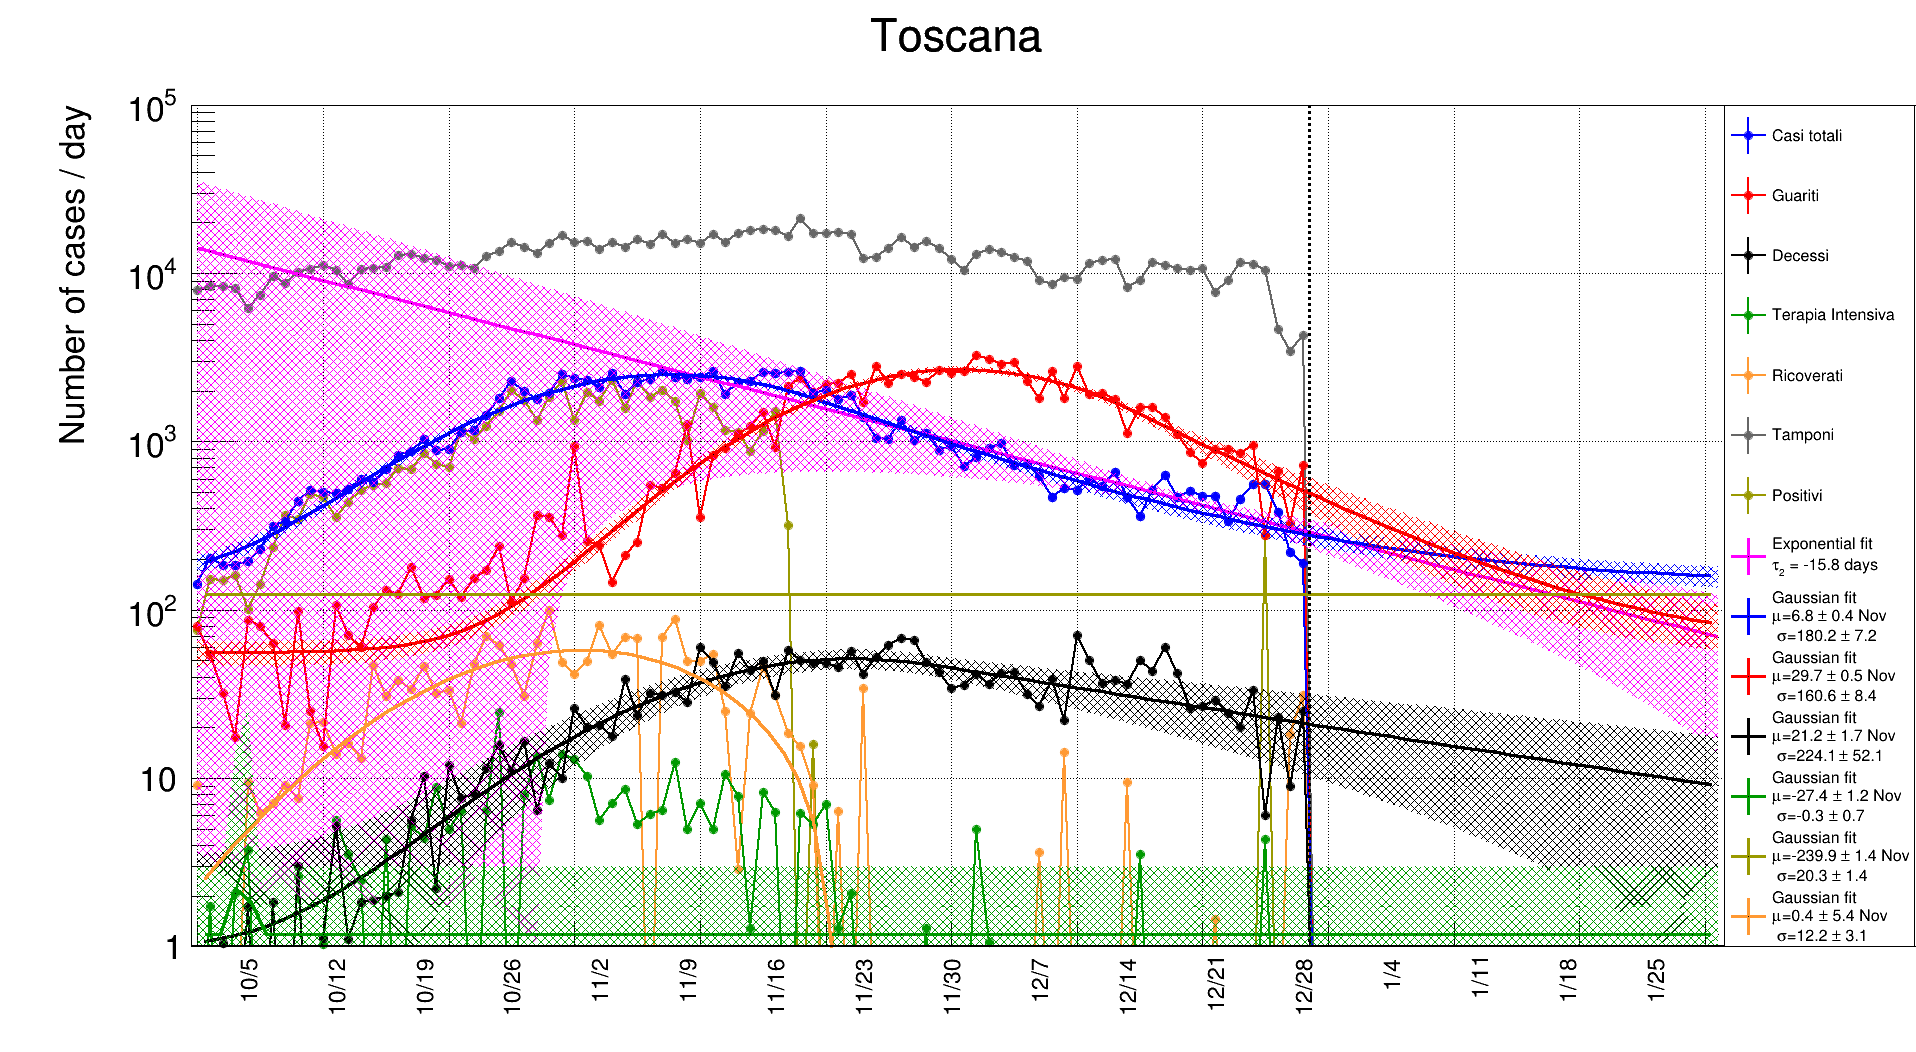 Toscana
Number of cases / day
10^5
10^4
10^3
10^2
10
1
10/5
10/12
10/19
10/26
11/2
11/9
11/16
11/23
11/30
12/7
12/14
12/21
12/28
1/4
1/11
1/18
1/25
Casi totali
Guariti
Decessi
Terapia Intensiva
Ricoverati
Tamponi
Positivi
Exponential fit
τ_2 = -15.8 days
Gaussian fit
μ=6.8 ± 0.4 Nov
σ=180.2 ± 7.2
Gaussian fit
μ=29.7 ± 0.5 Nov
σ=160.6 ± 8.4
Gaussian fit
μ=21.2 ± 1.7 Nov
σ=224.1 ± 52.1
Gaussian fit
μ=-27.4 ± 1.2 Nov
σ=-0.3 ± 0.7
Gaussian fit
μ=-239.9 ± 1.4 Nov
σ=20.3 ± 1.4
Gaussian fit
μ=0.4 ± 5.4 Nov
σ=12.2 ± 3.1